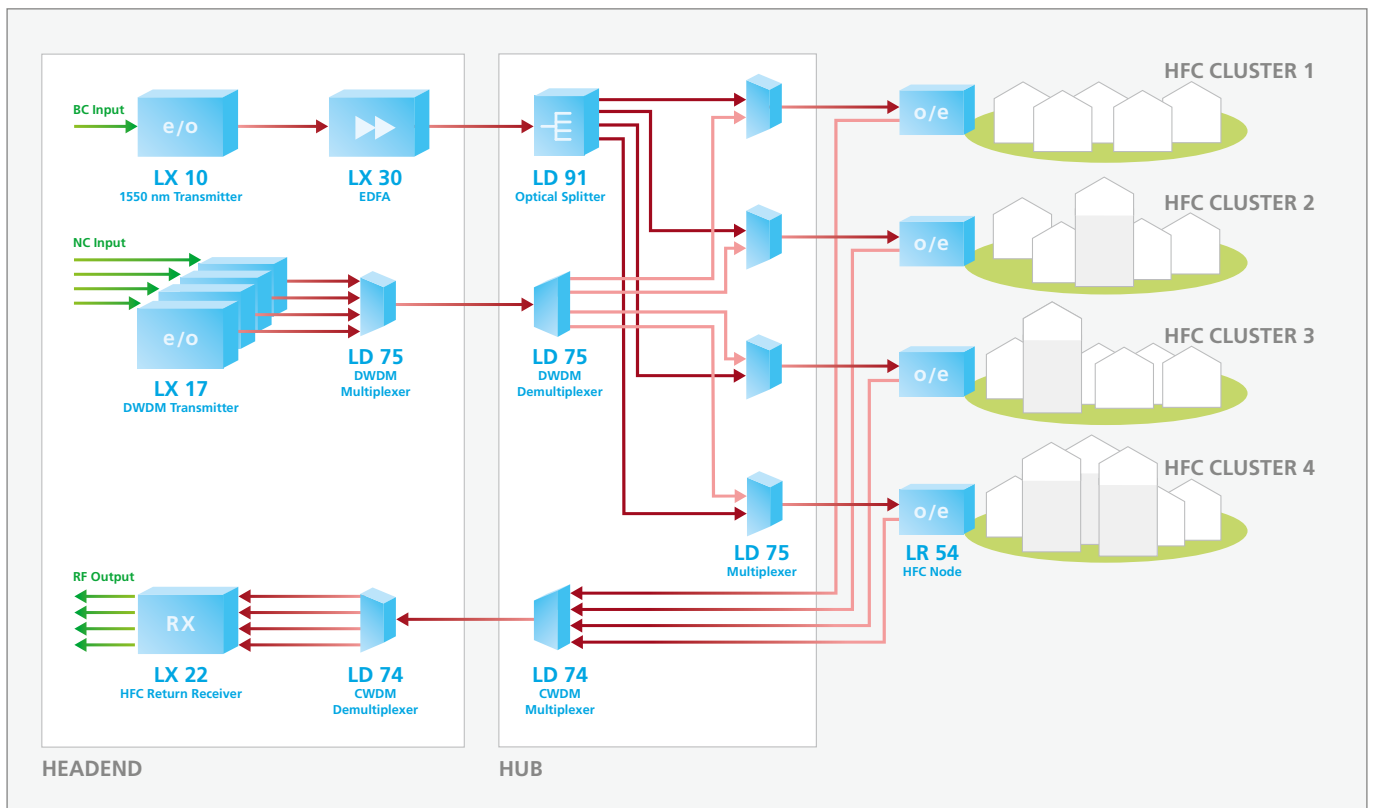 HFC CLUSTER 1
BC Input
e/o
LX 10
1550 nm Transmitter
LX 30
EDFA
LD 91
Optical Splitter
o/e
HFC CLUSTER 2
NC Input
e/o
LX 17
DWDM Transmitter
LD 75
DWDM
Multiplexer
LD 75
DWDM
Demultiplexer
o/e
HFC CLUSTER 3
o/e
HFC CLUSTER 4
o/e
LD 75
Multiplexer
LR 54
HFC Node
RF Output
RX
LX 22
HFC Return Receiver
LD 74
CWDM
Demultiplexer
LD 74
CWDM
Multiplexer
HEADEND
HUB